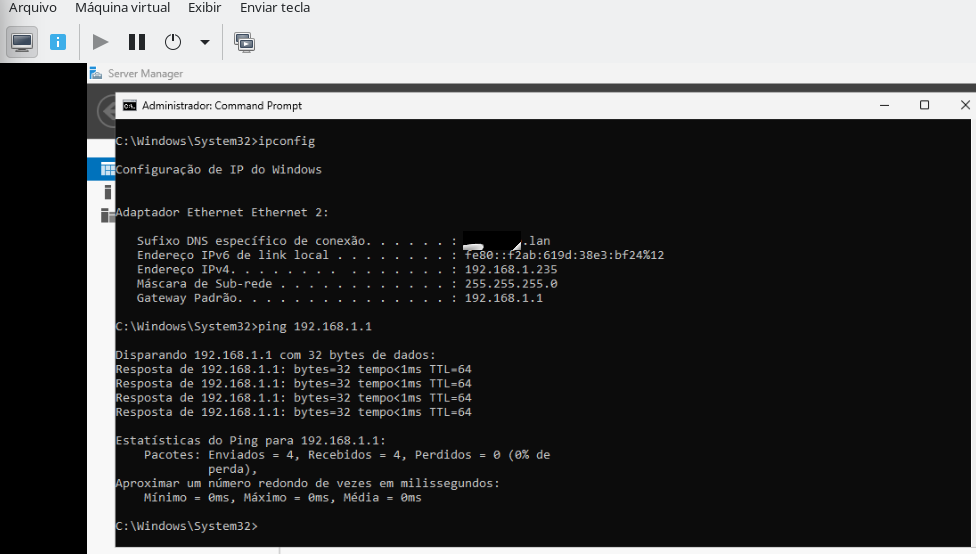 Arquivo Máquina virtual Exibir Enviar tecla
Server Manager
Administrador: Command Prompt
C:\Windows\System32>ipconfig
Configuração de IP do Windows
Adaptador Ethernet Ethernet 2:
Sufixo DNS específico de conexão. . . . . . : .lan
Endereço IPv6 de link local . . . . . . . . : fe80::f2ab:619d:38e3:bf24%12
Endereço IPv4. . . . . . . .  . . . . . . . : 192.168.1.235
Máscara de Sub-rede . . . . . . . . . . . . : 255.255.255.0
Gateway Padrão. . . . . . . . . . . . . . . : 192.168.1.1
C:\Windows\System32>ping 192.168.1.1
Disparando 192.168.1.1 com 32 bytes de dados:
Resposta de 192.168.1.1: bytes=32 tempo<1ms TTL=64
Resposta de 192.168.1.1: bytes=32 tempo<1ms TTL=64
Resposta de 192.168.1.1: bytes=32 tempo<1ms TTL=64
Resposta de 192.168.1.1: bytes=32 tempo<1ms TTL=64
Estatísticas do Ping para 192.168.1.1:
Pacotes: Enviados = 4, Recebidos = 4, Perdidos = 0 (0% de
perda),
Aproximar um número redondo de vezes em milissegundos:
Mínimo = 0ms, Máximo = 0ms, Média = 0ms
C:\Windows\System32>